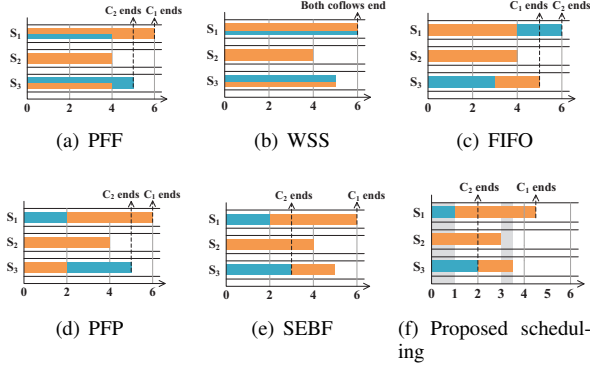 C2 ends C1 ends
S1
S2
S3
0 2 4 6
(a) PFF
Both coflows end
S1
S2
S3
0 2 4 6
(b) WSS
C1 ends C2 ends
S1
S2
S3
0 2 4 6
(c) FIFO
C2 ends C1 ends
S1
S2
S3
0 2 4 6
(d) PFP
C2 ends C1 ends
S1
S2
S3
0 2 4 6
(e) SEBF
C2 ends C1 ends
S1
S2
S3
0 1 2 3 4 5 6
(f) Proposed schedul-
ing